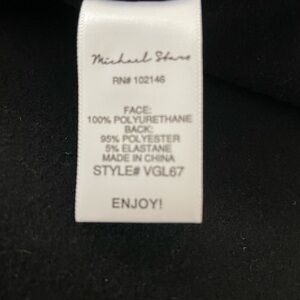 Michael Stars
RN# 102146
FACE:
100% POLYURETHANE
BACK:
95% POLYESTER
5% ELASTANE
MADE IN CHINA
STYLE# VGL67
ENJOY!